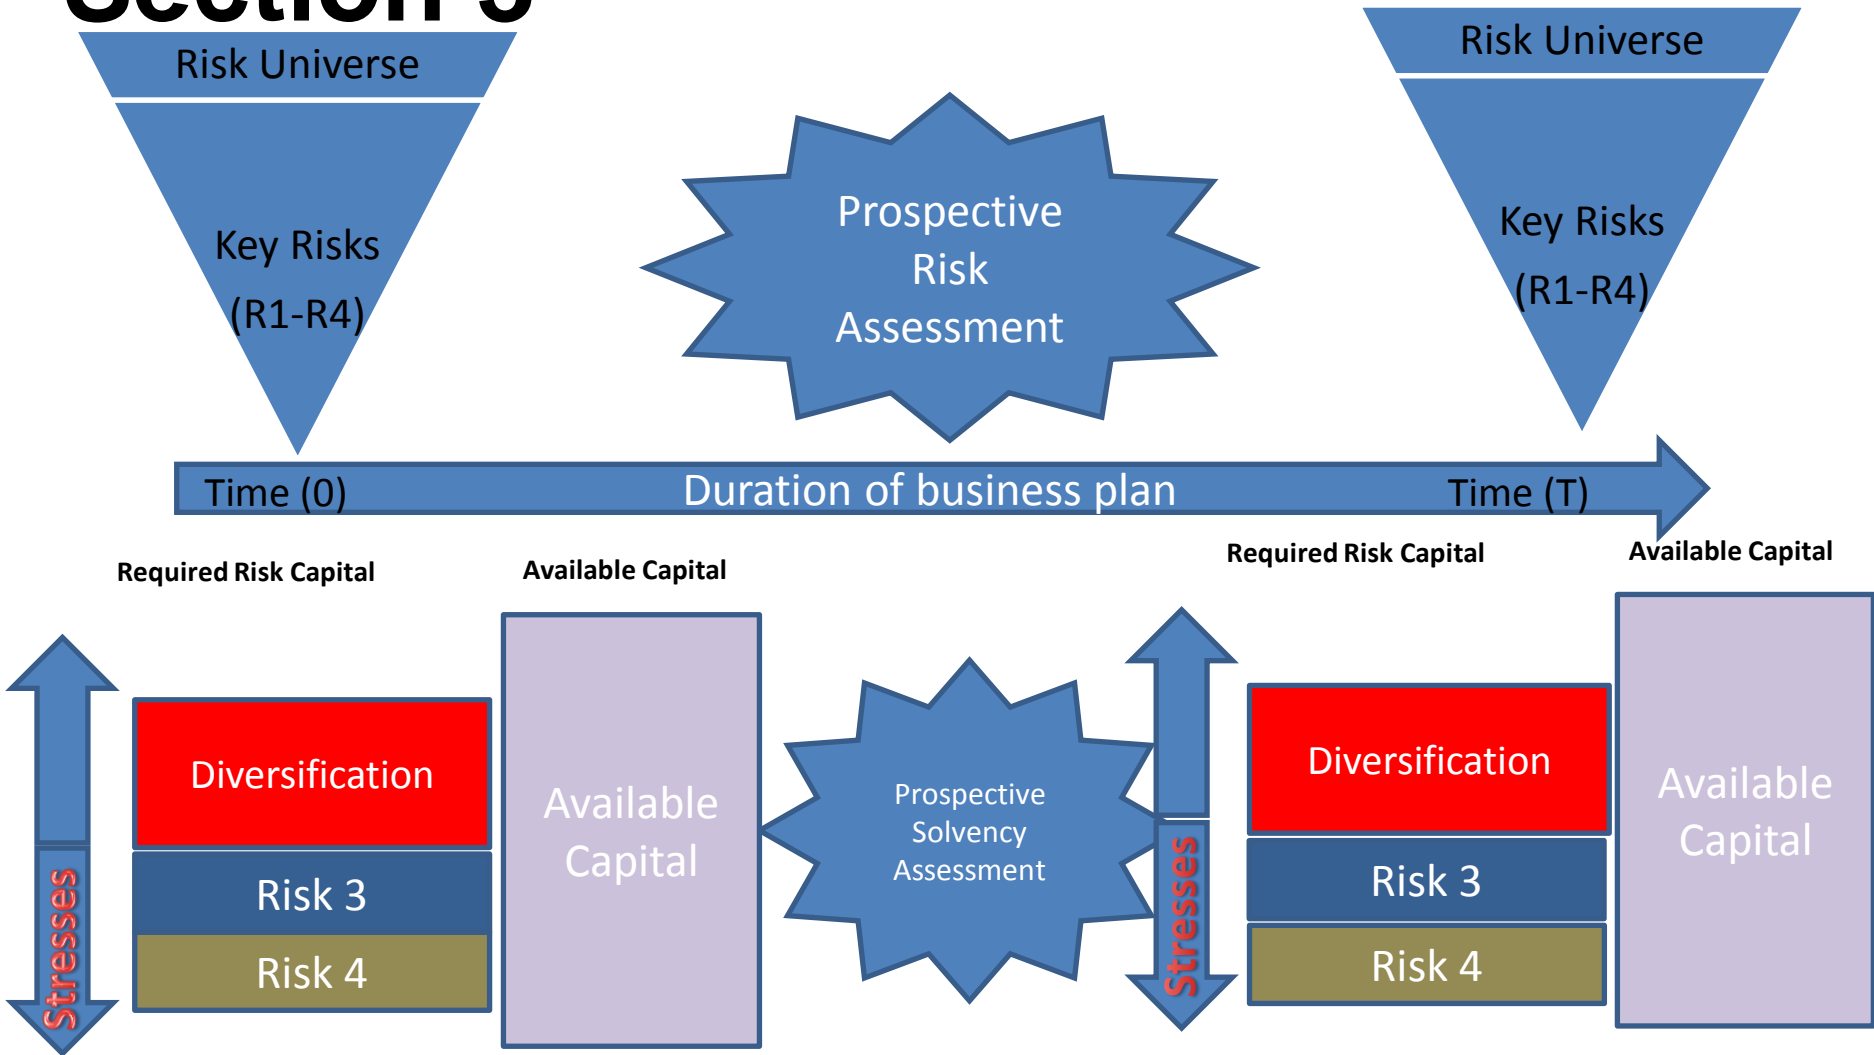 Section 3
Risk Universe
Key Risks
(R1-R4)
Prospective
Risk
Assessment
Risk Universe
Key Risks
(R1-R4)
Time (0)
Duration of business plan
Time (T)
Required Risk Capital
Available Capital
Required Risk Capital
Available Capital
Stresses
Diversification
Risk 3
Risk 4
Available
Capital
Prospective
Solvency
Assessment
Stresses
Diversification
Risk 3
Risk 4
Available
Capital